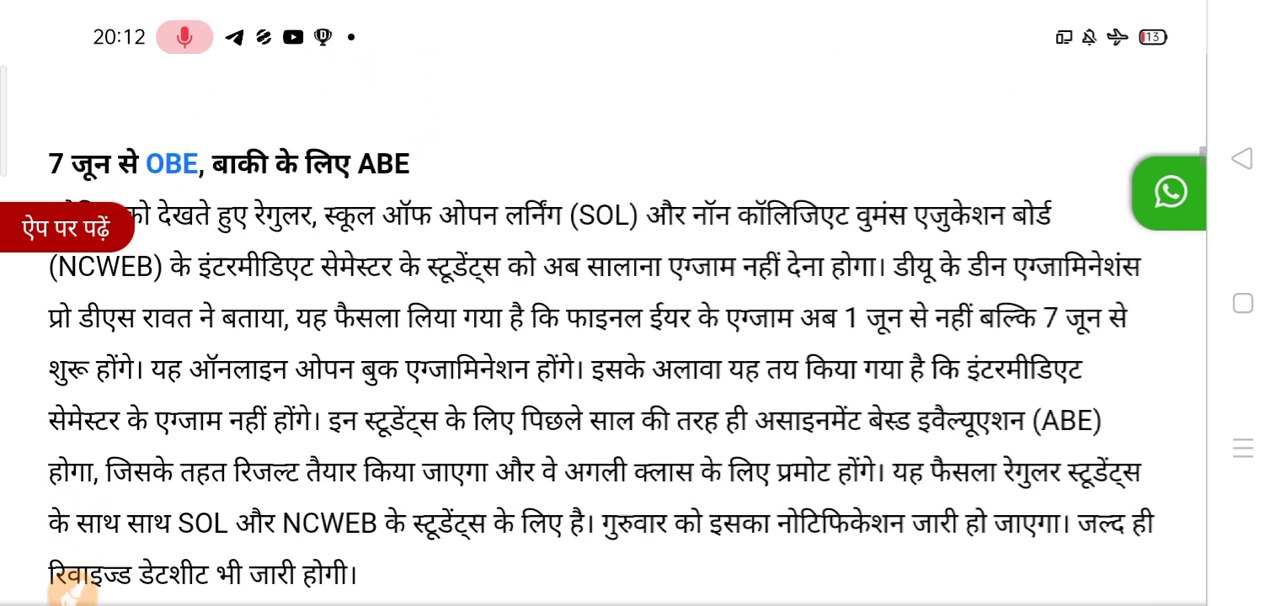 20:12
13
7 जून से OBE, बाकी के लिए ABE
ऐप पर पढ़ें
को देखते हुए रेगुलर, स्कूल ऑफ ओपन लर्निंग (SOL) और नॉन कॉलिजिएट वुमंस एजुकेशन बोर्ड
(NCWEB) के इंटरमीडिएट सेमेस्टर के स्टूडेंट्स को अब सालाना एग्जाम नहीं देना होगा। डीयू के डीन एग्जामिनेशंस
प्रो डीएस रावत ने बताया, यह फैसला लिया गया है कि फाइनल ईयर के एग्जाम अब 1 जून से नहीं बल्कि 7 जून से
शुरू होंगे। यह ऑनलाइन ओपन बुक एग्जामिनेशन होंगे। इसके अलावा यह तय किया गया है कि इंटरमीडिएट
सेमेस्टर के एग्जाम नहीं होंगे। इन स्टूडेंट्स के लिए पिछले साल की तरह ही असाइनमेंट बेस्ड इवैल्यूएशन (ABE)
होगा, जिसके तहत रिजल्ट तैयार किया जाएगा और वे अगली क्लास के लिए प्रमोट होंगे। यह फैसला रेगुलर स्टूडेंट्स
के साथ साथ SOL और NCWEB के स्टूडेंट्स के लिए है। गुरुवार को इसका नोटिफिकेशन जारी हो जाएगा। जल्द ही
रिवाइज्ड डेटशीट भी जारी होगी।